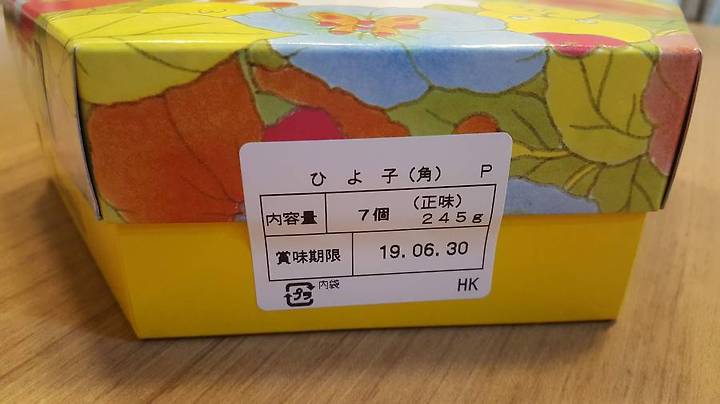 ひよ子(角) P
内容量 7個 (正味) 245g
賞味期限 19.06.30
プラ 内袋 HK